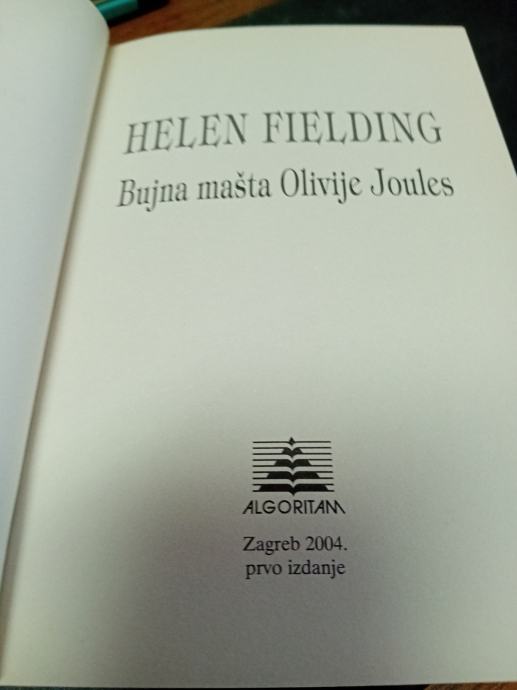 HELEN FIELDING
Bujna mašta Olivije Joules
ALGORITAM
Zagreb 2004.
prvo izdanje